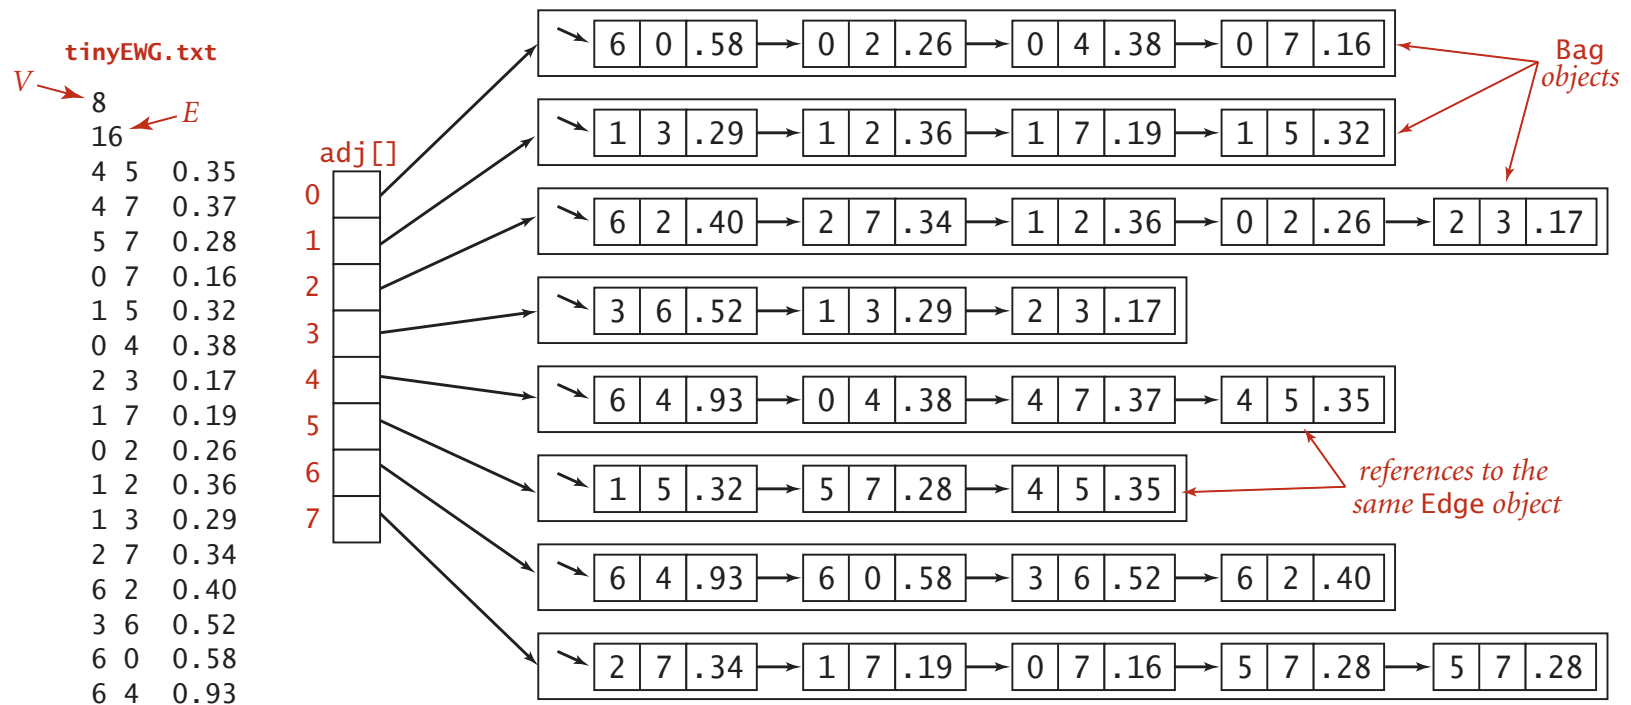 tinyEWG.txt
V
8
E
16
4 5 0.35
4 7 0.37
5 7 0.28
0 7 0.16
1 5 0.32
0 4 0.38
2 3 0.17
1 7 0.19
0 2 0.26
1 2 0.36
1 3 0.29
2 7 0.34
6 2 0.40
3 6 0.52
6 0 0.58
6 4 0.93
adj[]
0
1
2
3
4
5
6
7
6 0 .58 0 2 .26 0 4 .38 0 7 .16
1 3 .29 1 2 .36 1 7 .19 1 5 .32
6 2 .40 2 7 .34 1 2 .36 0 2 .26 2 3 .17
3 6 .52 1 3 .29 2 3 .17
6 4 .93 0 4 .38 4 7 .37 4 5 .35
1 5 .32 5 7 .28 4 5 .35
6 4 .93 6 0 .58 3 6 .52 6 2 .40
2 7 .34 1 7 .19 0 7 .16 5 7 .28 5 7 .28
Bag
objects
references to the
same Edge object